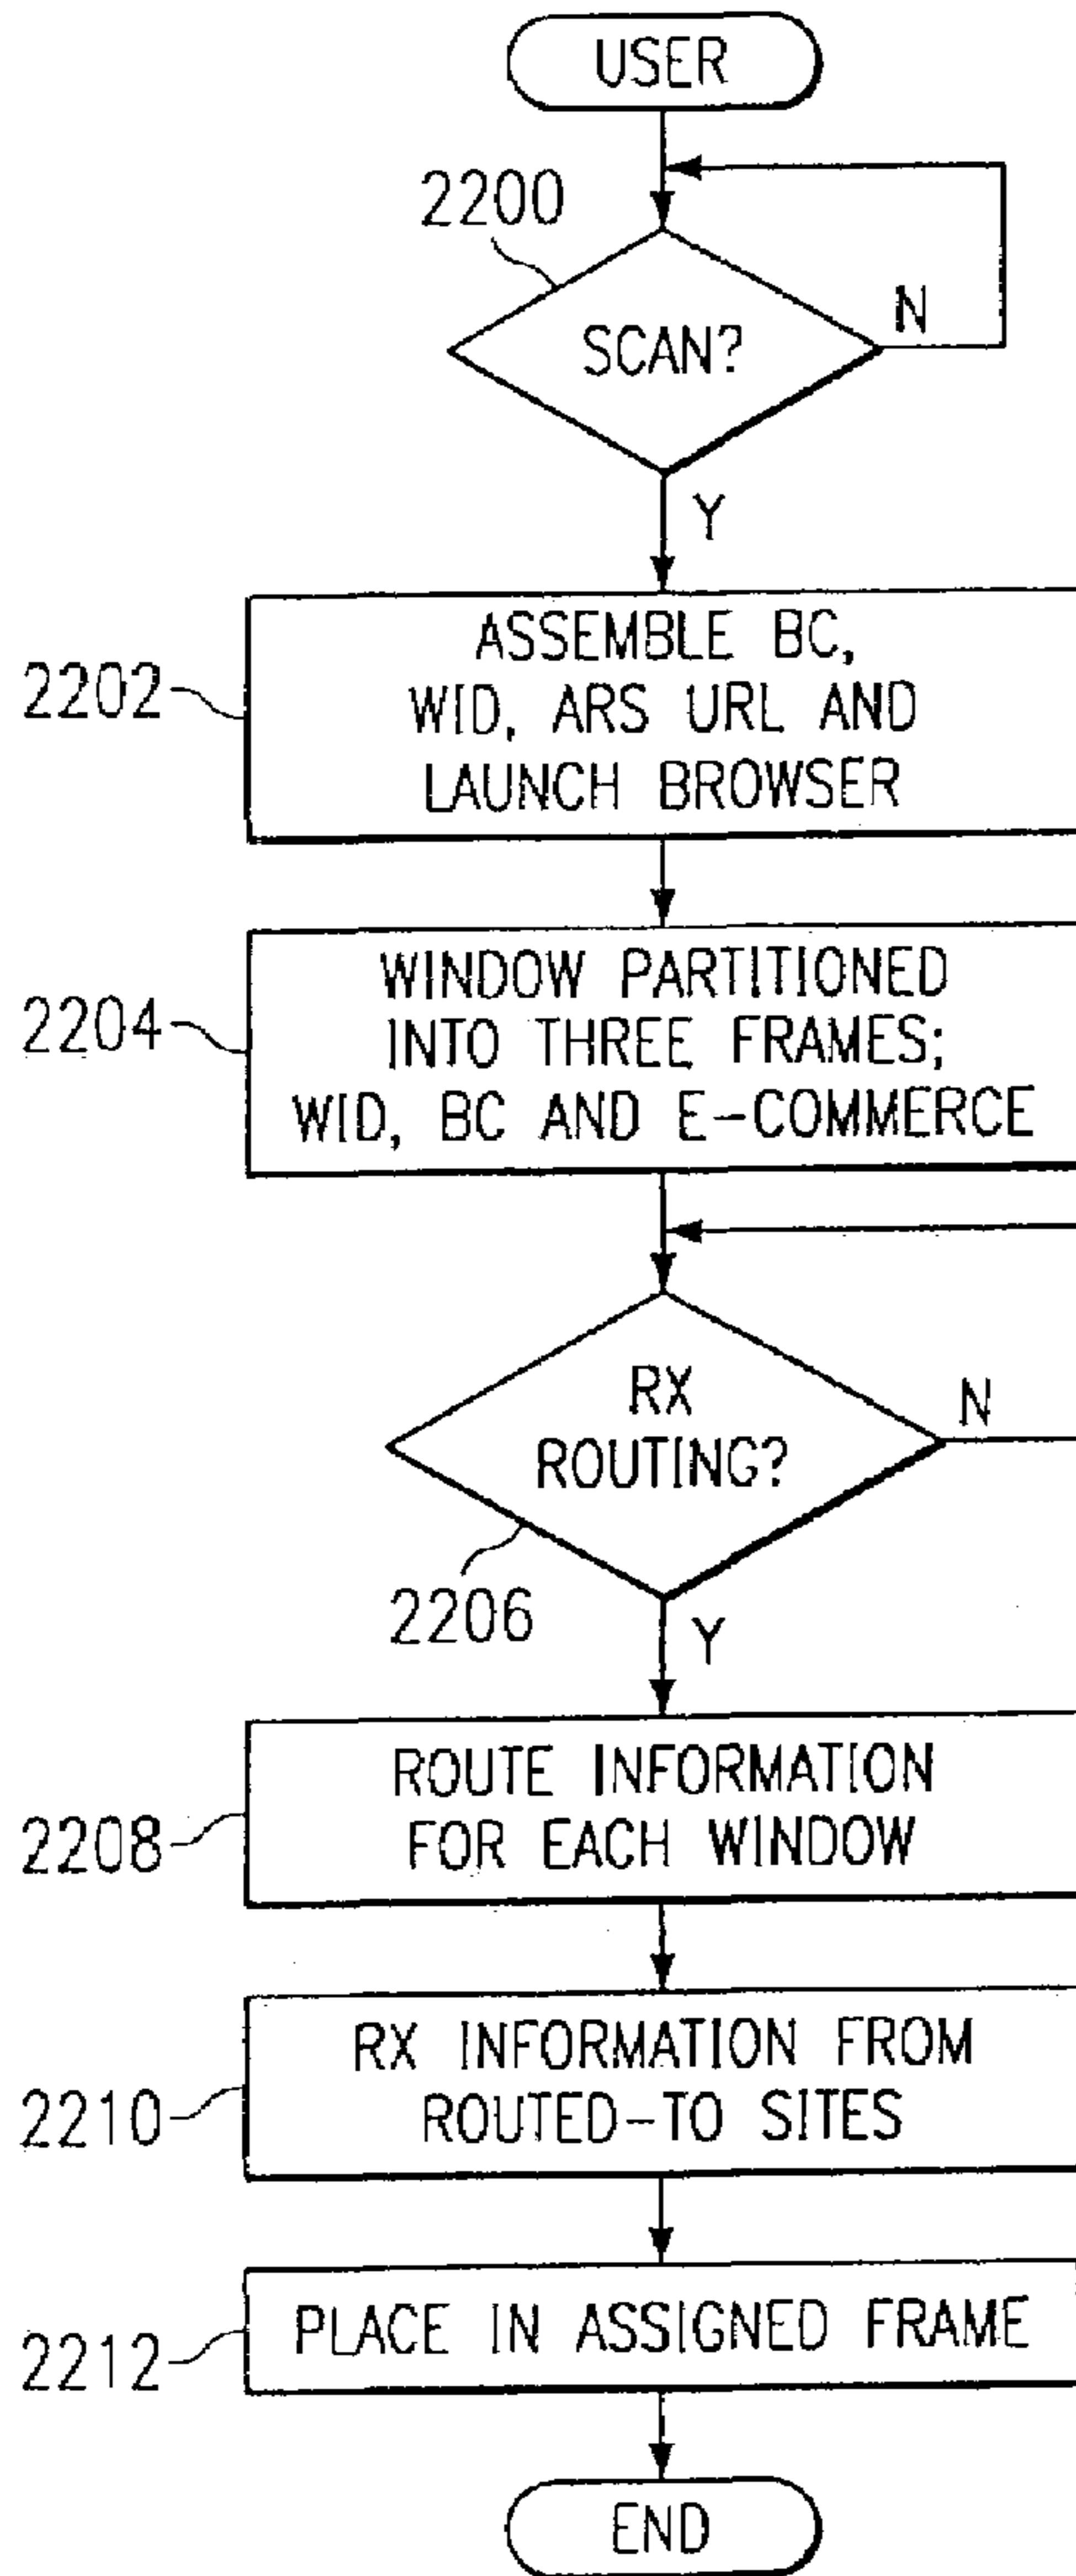 USER
2200
SCAN?
N
Y
2202
ASSEMBLE BC,
WID, ARS URL AND
LAUNCH BROWSER
2204
WINDOW PARTITIONED
INTO THREE FRAMES;
WID, BC AND E-COMMERCE
RX
ROUTING?
N
2206
Y
2208
ROUTE INFORMATION
FOR EACH WINDOW
2210
RX INFORMATION FROM
ROUTED-TO SITES
2212
PLACE IN ASSIGNED FRAME
END